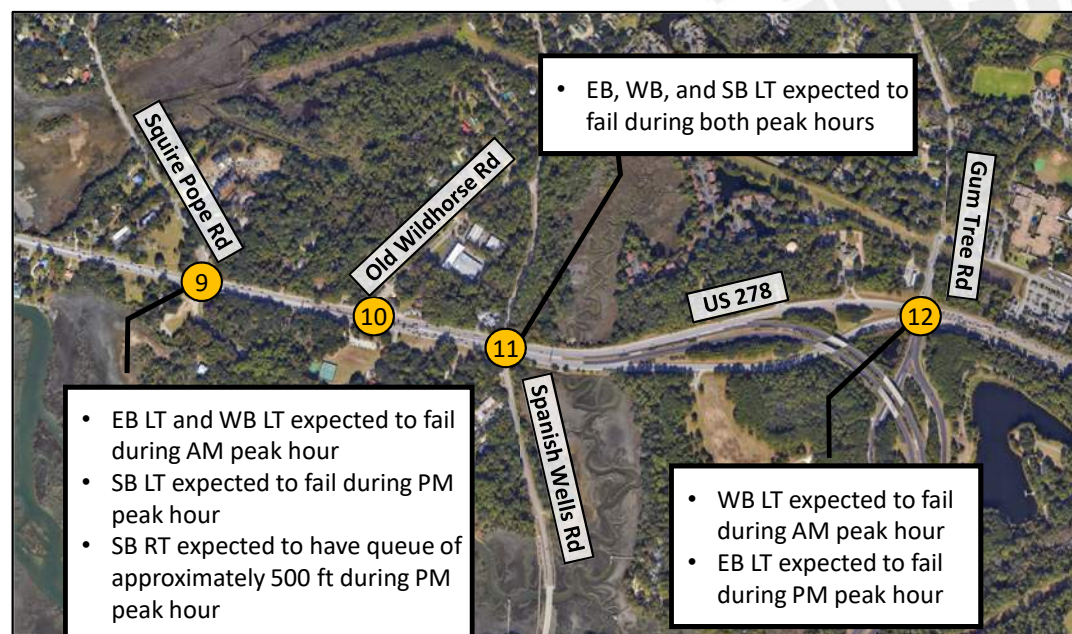 • EB, WB, and SB LT expected to
fail during both peak hours
Squire Pope Rd
Old Wildhorse Rd
Gum Tree Rd
US 278
9
10
11
12
Spanish Wells Rd
• EB LT and WB LT expected to fail
during AM peak hour
• SB LT expected to fail during PM
peak hour
• SB RT expected to have queue of
approximately 500 ft during PM
peak hour
• WB LT expected to fail
during AM peak hour
• EB LT expected to fail
during PM peak hour